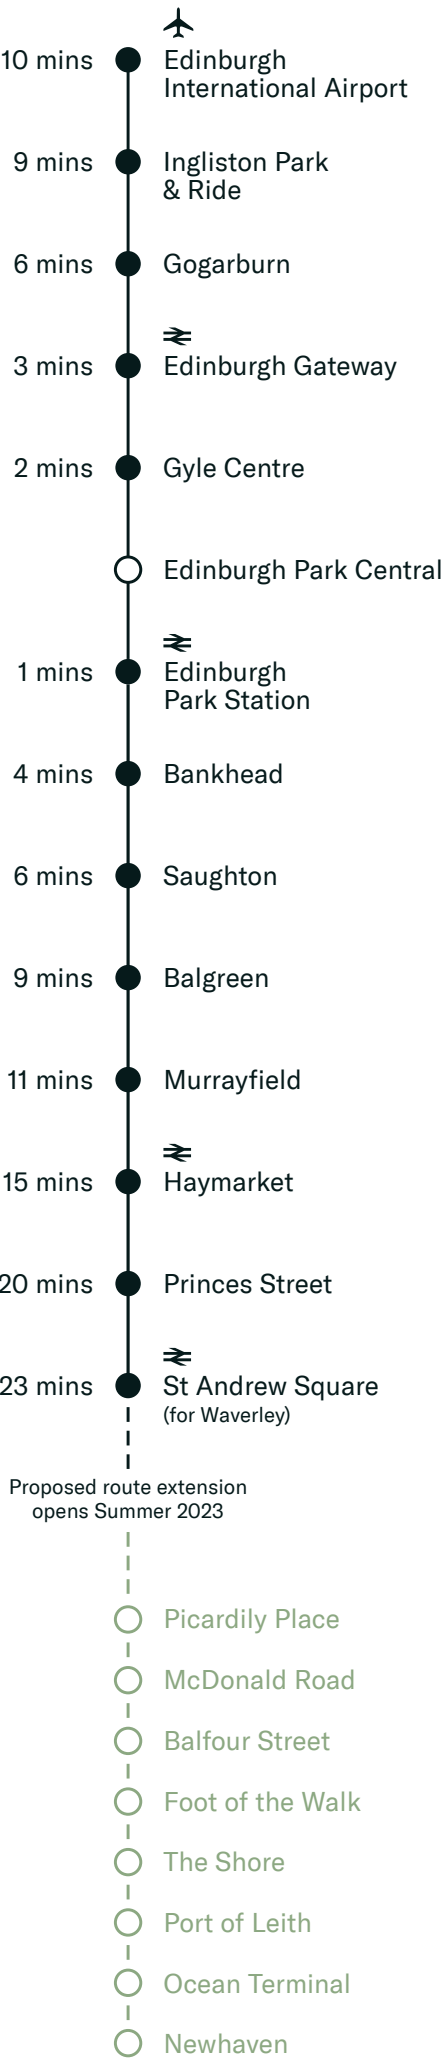 10 mins
Edinburgh
International Airport
9 mins
Ingliston Park
& Ride
6 mins
Gogarburn
3 mins
Edinburgh Gateway
2 mins
Gyle Centre
Edinburgh Park Central
1 mins
Edinburgh
Park Station
4 mins
Bankhead
6 mins
Saughton
9 mins
Balgreen
11 mins
Murrayfield
15 mins
Haymarket
20 mins
Princes Street
23 mins
St Andrew Square
(for Waverley)
Proposed route extension
opens Summer 2023
Picardily Place
McDonald Road
Balfour Street
Foot of the Walk
The Shore
Port of Leith
Ocean Terminal
Newhaven